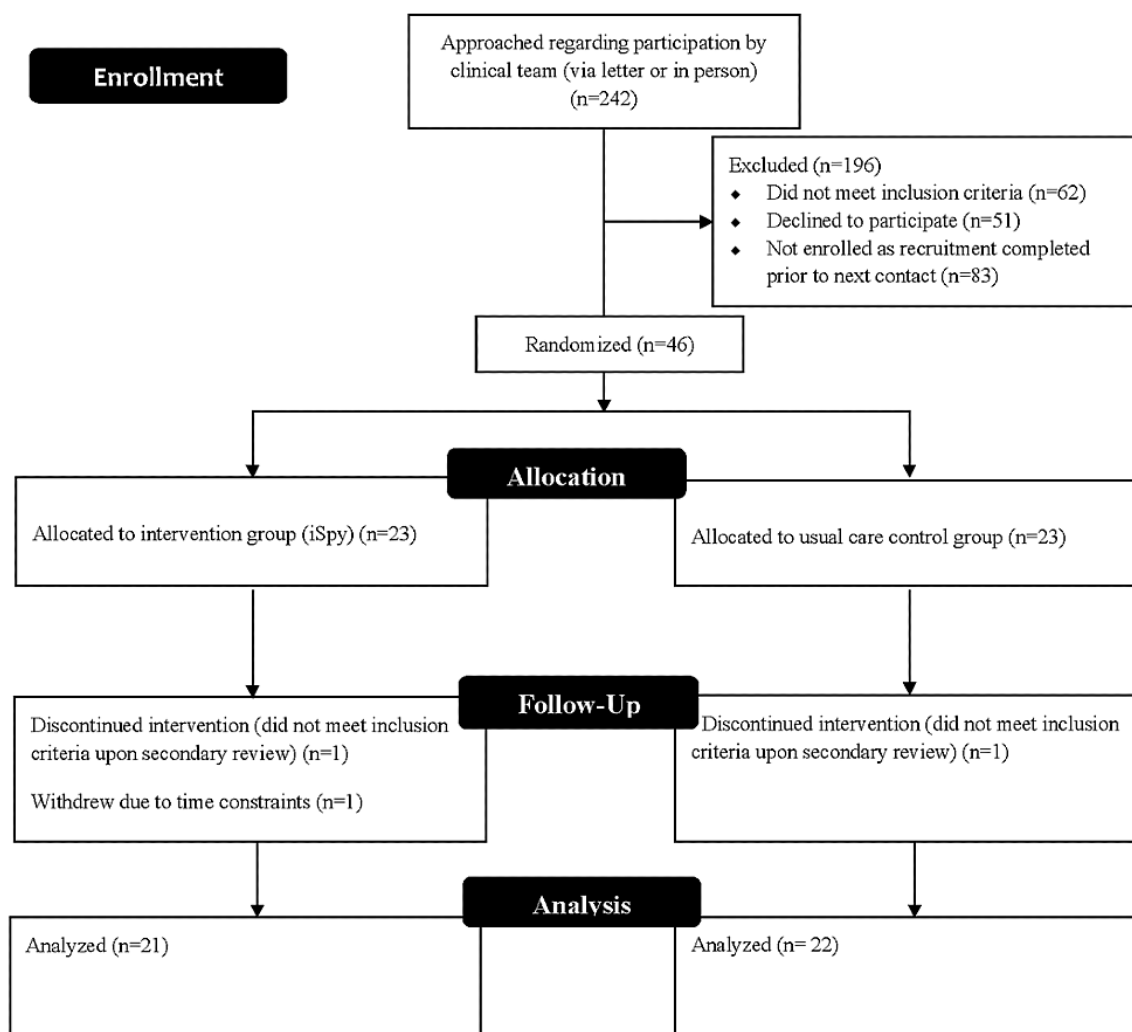 Enrollment
Approached regarding participation by
clinical team (via letter or in person)
(n=242)
Excluded (n=196)
◆ Did not meet inclusion criteria (n=62)
◆ Declined to participate (n=51)
◆ Not enrolled as recruitment completed
prior to next contact (n=83)
Randomized (n=46)
Allocation
Allocated to intervention group (iSpy) (n=23)
Allocated to usual care control group (n=23)
Follow-Up
Discontinued intervention (did not meet inclusion
criteria upon secondary review) (n=1)
Withdrew due to time constraints (n=1)
Discontinued intervention (did not meet inclusion
criteria upon secondary review) (n=1)
Analysis
Analyzed (n=21)
Analyzed (n= 22)